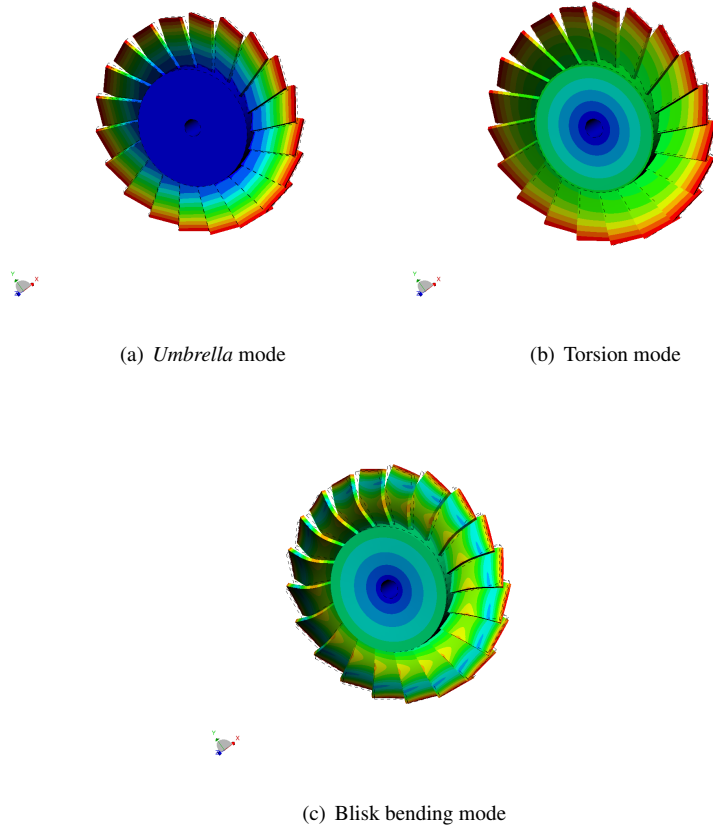 Y X
Z
(a) Umbrella mode
Y X
Z
(b) Torsion mode
Y X
Z
(c) Blisk bending mode